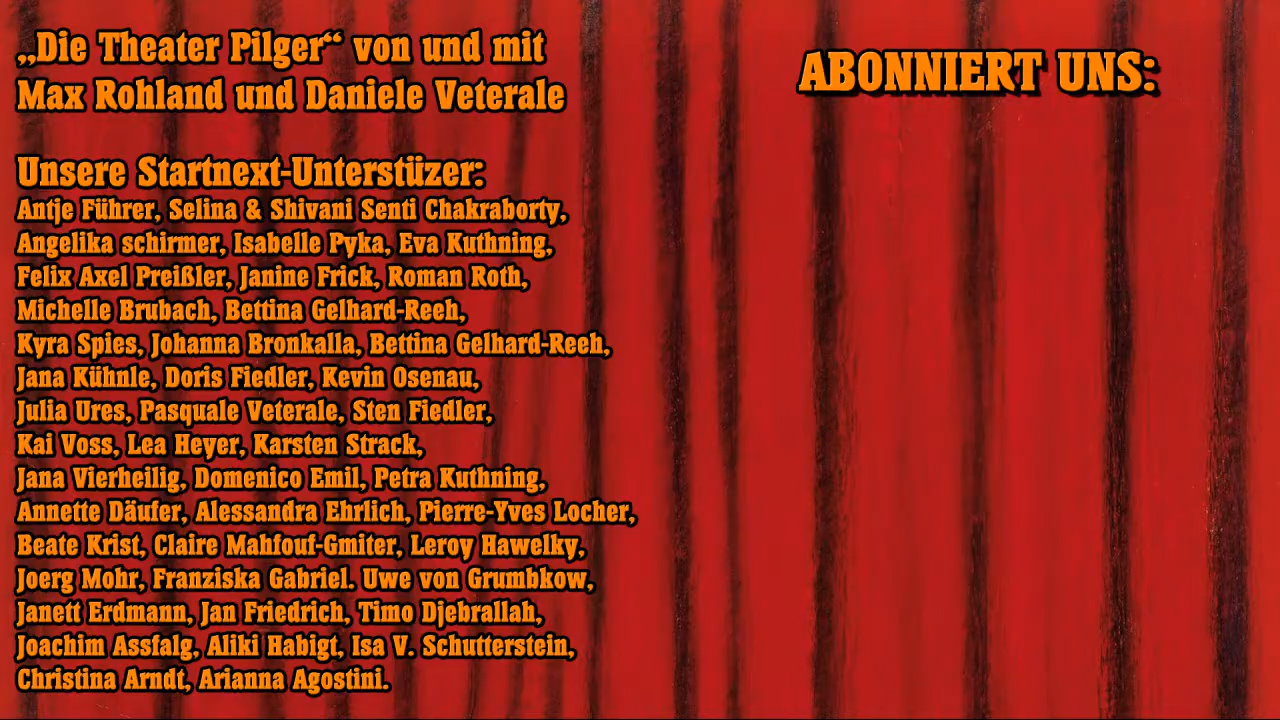 „Die Theater Pilger“ von und mit
Max Rohland und Daniele Veterale
ABONNIERT UNS:
Unsere Startnext-Unterstüzer:
Antje Führer, Selina & Shivani Senti Chakraborty,
Angelika schirmer, Isabelle Pyka, Eva Kuthning,
Felix Axel Preißler, Janine Frick, Roman Roth,
Michelle Brubach, Bettina Gelhard-Reeh,
Kyra Spies, Johanna Bronkalla, Bettina Gelhard-Reeh,
Jana Kühnle, Doris Fiedler, Kevin Osenau,
Julia Ures, Pasquale Veterale, Sten Fiedler,
Kai Voss, Lea Heyer, Karsten Strack,
Jana Vierheilig, Domenico Emil, Petra Kuthning,
Annette Däufer, Alessandra Ehrlich, Pierre-Yves Locher,
Beate Krist, Claire Mahfouf-Gmiter, Leroy Hawelky,
Joerg Mohr, Franziska Gabriel. Uwe von Grumbkow,
Janett Erdmann, Jan Friedrich, Timo Djebrallah,
Joachim Assfalg, Aliki Habigt, Isa V. Schutterstein,
Christina Arndt, Arianna Agostini.